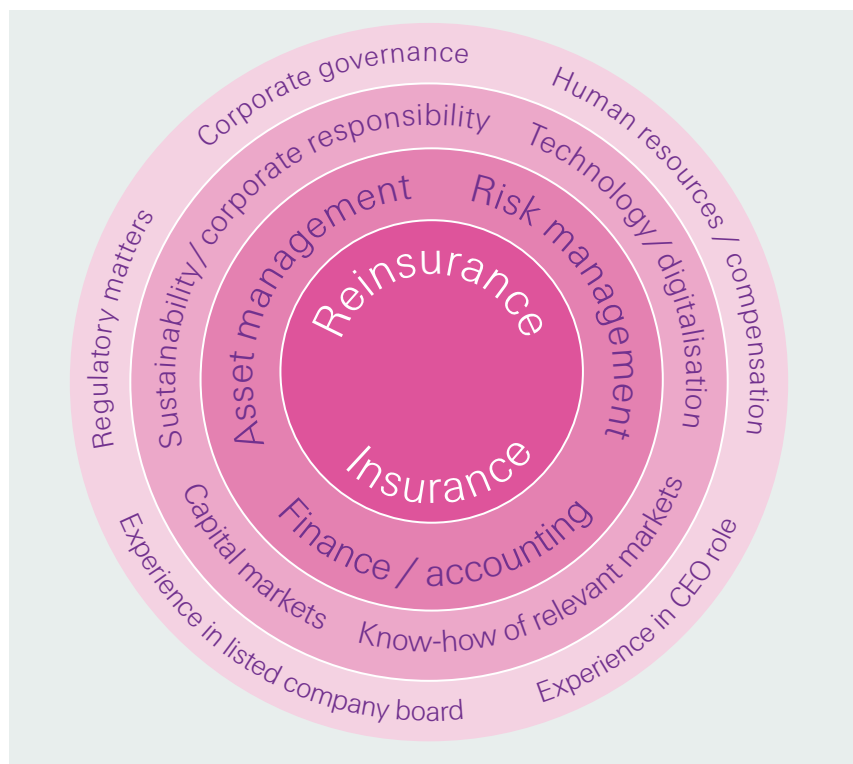 Corporate governance
Human resources / compensation
Regulatory matters
Experience in listed company board
Experience in CEO role
Sustainability / corporate responsibility
Technology / digitalisation
Capital markets
Know-how of relevant markets
Asset management
Risk management
Finance / accounting
Reinsurance
Insurance